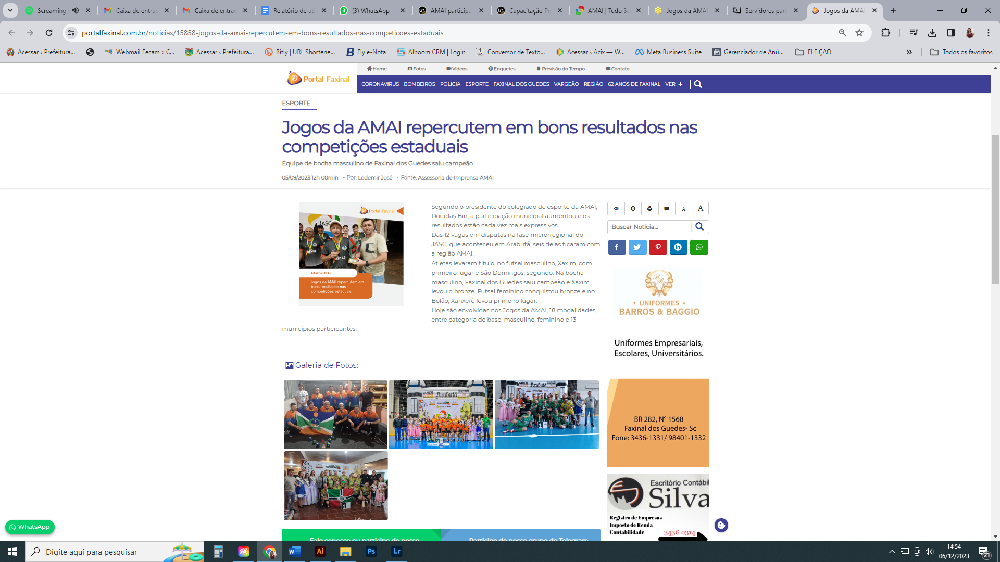 Screaming
Caixa de entra
Caixa de entra
Relatório de at
(3) WhatsApp
AMAI participa
Capacitação Pr
AMAI | Tudo So
Jogos da AMA
Servidores part
Jogos da AMA
portalfaxinal.com.br/noticias/15858-jogos-da-amai-repercutem-em-bons-resultados-nas-competicoes-estaduais
Acessar ‹ Prefeitura...
Webmail Fecam :: C...
Acessar ‹ Prefeitura...
Bitly | URL Shortene...
Fly e-Nota
Alboom CRM | Login
Conversor de Texto...
Acessar ‹ Acix — W...
Meta Business Suite
Gerenciador de Anú...
ELEIÇAO
Todos os favoritos
Portal Faxinal
Home Fotos Vídeos Enquetes Previsão do Tempo Contato
CORONAVÍRUS BOMBEIROS POLÍCIA ESPORTE FAXINAL DOS GUEDES VARGEÃO REGIÃO 62 ANOS DE FAXINAL VER +
ESPORTE
Jogos da AMAI repercutem em bons resultados nas
competições estaduais
Equipe de bocha masculino de Faxinal dos Guedes saiu campeão
05/09/2023 12h 00min • Por: Ledemir José • Fonte: Assessoria de Imprensa AMAI
Portal Faxinal
JASC
idaza
ESPORTE
Jogos da AMAI repercutem em
bons resultados nas
competições estaduais
Segundo o presidente do colegiado de esporte da AMAI,
Douglas Bin, a participação municipal aumentou e os
resultados estão cada vez mais expressivos.
Das 12 vagas em disputas na fase microrregional do
JASC, que aconteceu em Arabutã, seis delas ficaram com
a região AMAI.
Atletas levaram título, no futsal masculino, Xaxim, com
primeiro lugar e São Domingos, segundo. Na bocha
masculino, Faxinal dos Guedes saiu campeão e Xaxim
levou o bronze. Futsal feminino conquistou bronze e no
Bolão, Xanxerê levou primeiro lugar.
Hoje são envolvidas nos Jogos da AMAI, 18 modalidades,
entre categoria de base, masculino, feminino e 13
municípios participantes.
A A
Buscar Notícia...
UNIFORMES
BARROS & BAGGIO
Uniformes Empresariais,
Escolares, Universitários.
BR 282, N° 1568
Faxinal dos Guedes- Sc
Fone: 3436-1331/ 98401-1332
Galeria de Fotos:
Arabutã
Arabutã
1
1
Escritório Contábil
Silva
Registro de Empresas
Imposto de Renda
Contabilidade
3436 0314
WhatsApp
Fale conosco ou participe do nosso
Participe do nosso grupo do Telegram
Digite aqui para pesquisar
Ai
Ps
Lr
14:54
06/12/2023
21